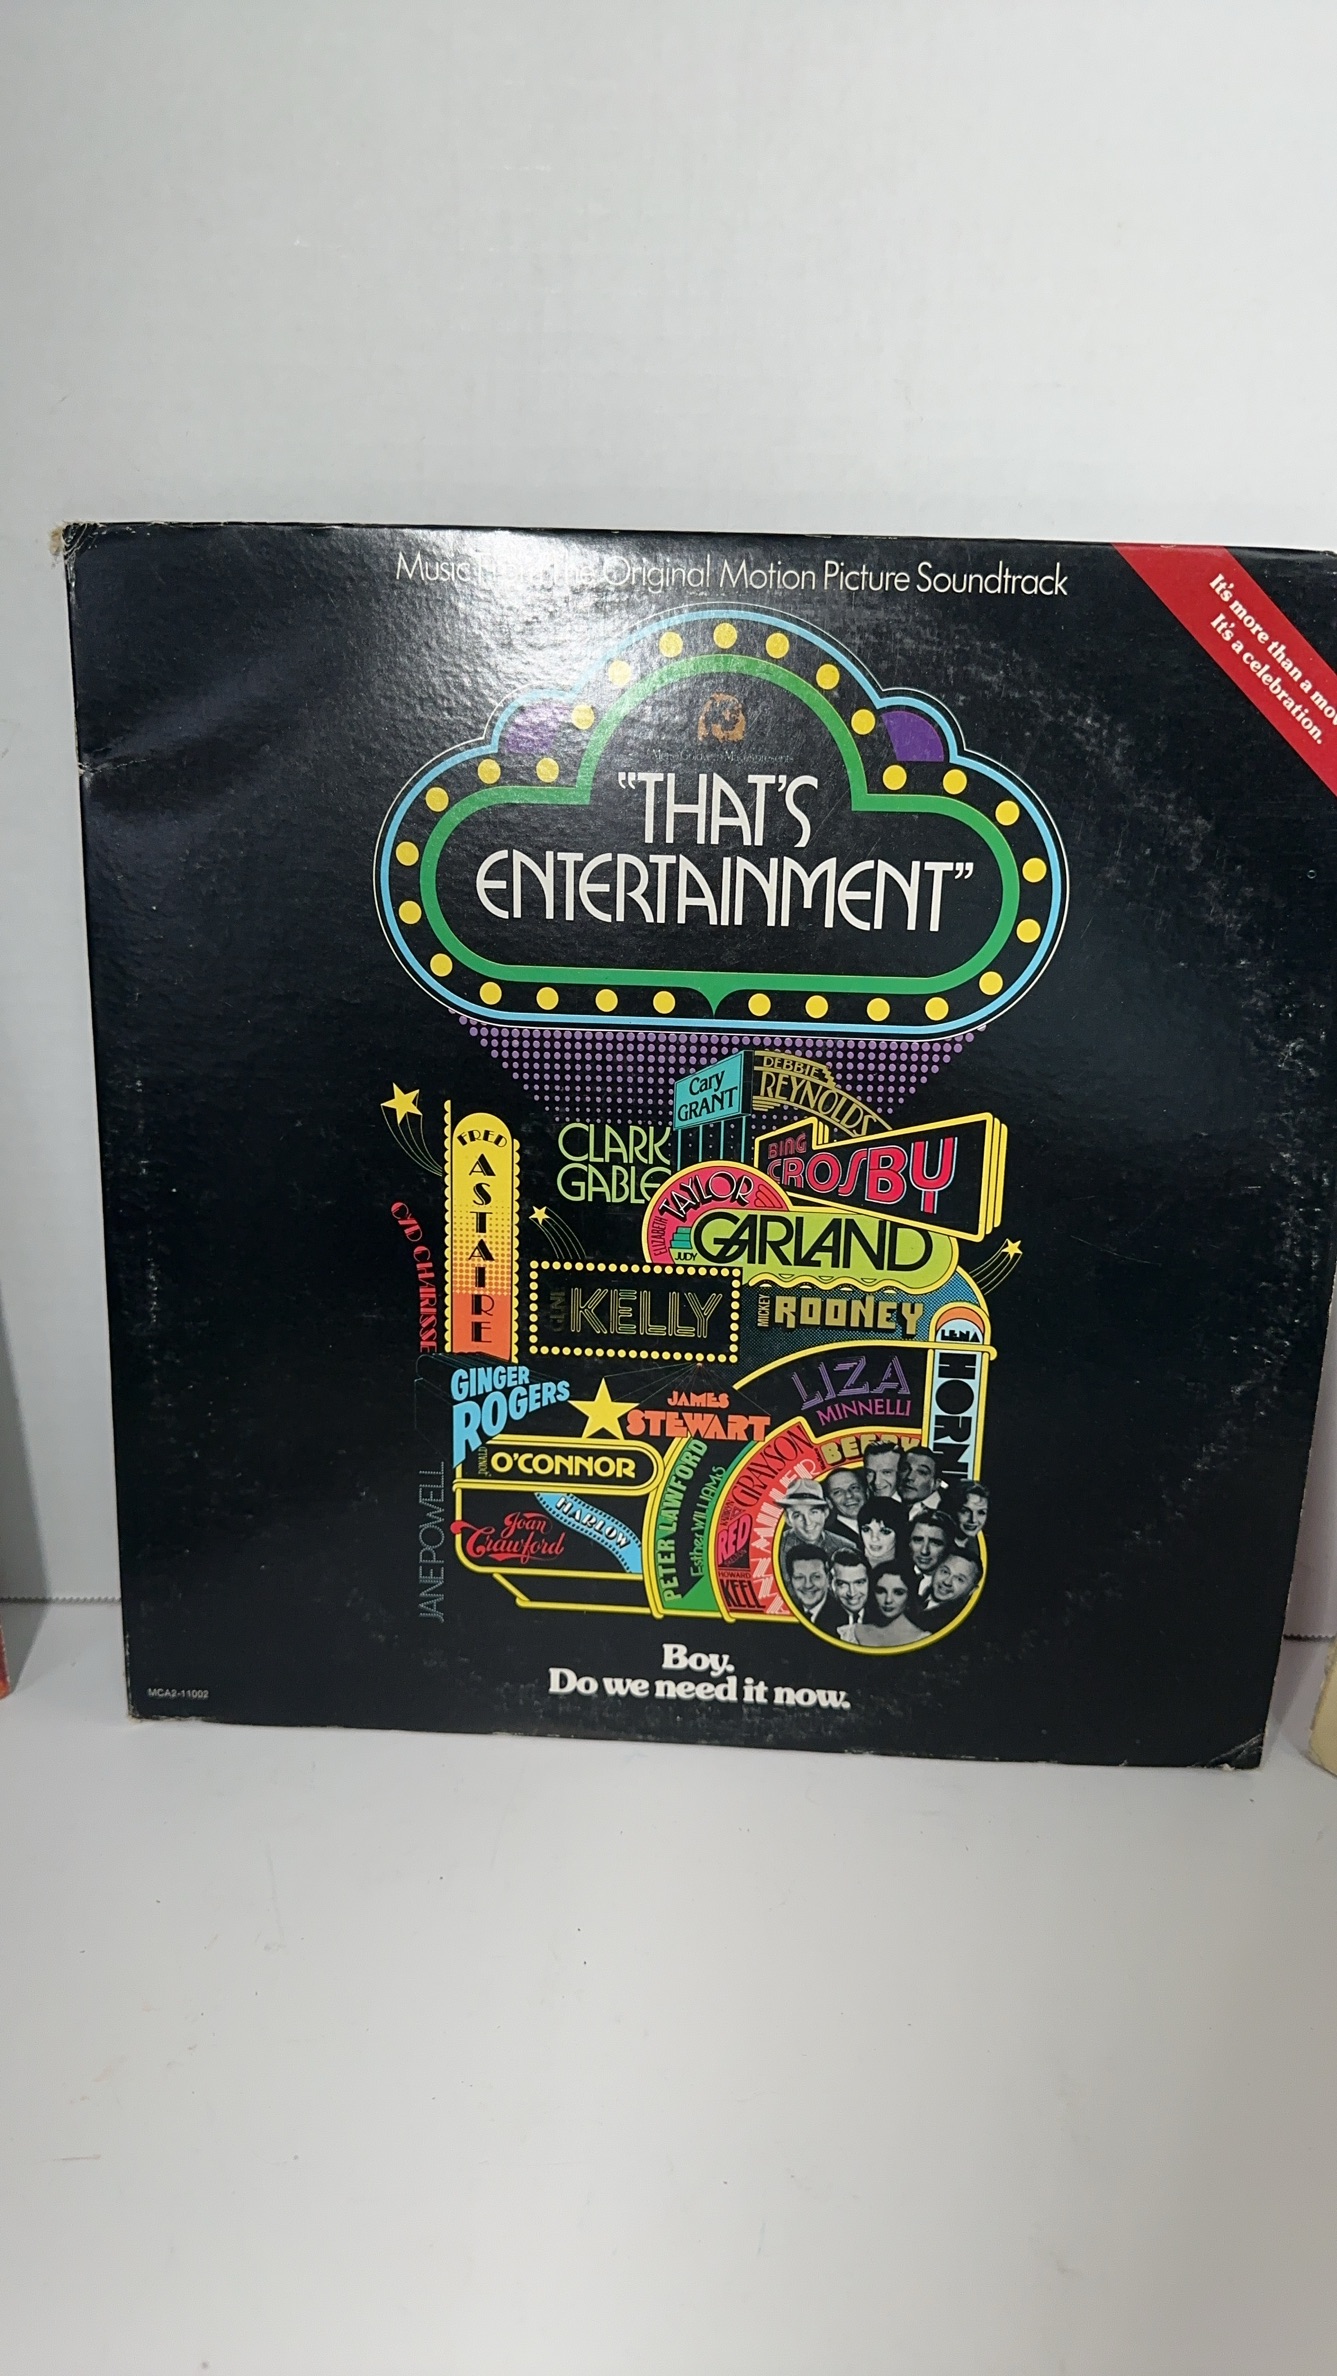 Music From The Original Motion Picture Soundtrack
It's more than a mov
It's a celebration.
"THAT'S
ENTERTAINMENT"
Cary
GRANT
DEBBIE
REYNOLDS
CLARK
GABLE
BING
CROSBY
FRED
ASTAIRE
ELIZABETH
TAYLOR
JUDY
GARLAND
CYD CHARISSE
GENE
KELLY
MICKEY
ROONEY
LENA
HORNE
GINGER
ROGERS
JAMES
STEWART
LIZA
MINNELLI
DONALD
O'CONNOR
JANE POWELL
Joan
Crawford
HARLOW
PETER LAWFORD
Esther WILLIAMS
GRAYSON
RED
HOWARD
KEEL
MILLER
BEERY
Boy.
Do we need it now.
MCA2-11002